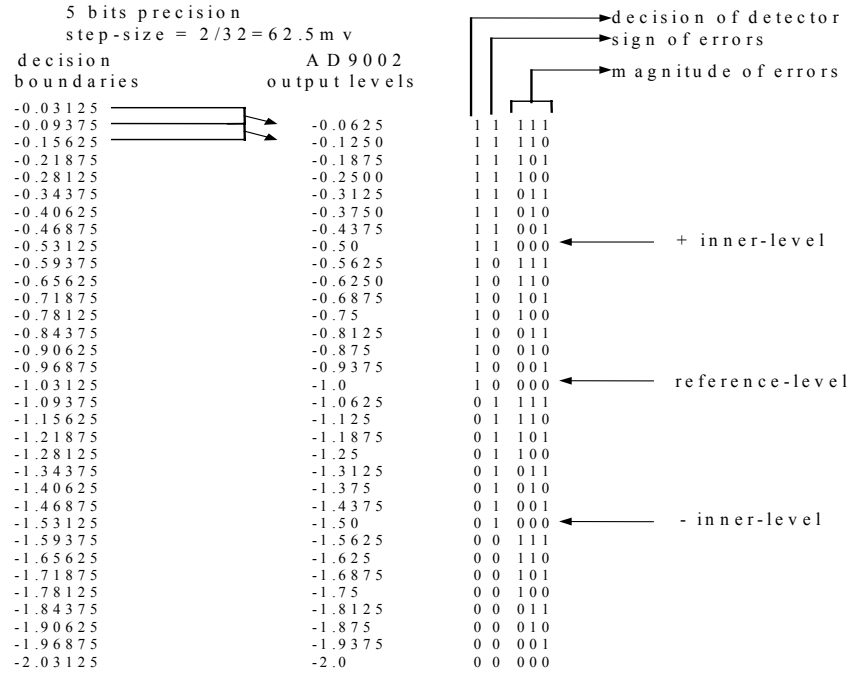 5 bits precision
step-size = 2/32=62.5mv
decision of detector
sign of errors
magnitude of errors
decision AD9002
boundaries output levels
-0.03125
-0.09375 -0.0625 1 1 111
-0.15625 -0.1250 1 1 110
-0.21875 -0.1875 1 1 101
-0.28125 -0.2500 1 1 100
-0.34375 -0.3125 1 1 011
-0.40625 -0.3750 1 1 010
-0.46875 -0.4375 1 1 001
-0.53125 -0.50 1 1 000 + inner-level
-0.59375 -0.5625 1 0 111
-0.65625 -0.6250 1 0 110
-0.71875 -0.6875 1 0 101
-0.78125 -0.75 1 0 100
-0.84375 -0.8125 1 0 011
-0.90625 -0.875 1 0 010
-0.96875 -0.9375 1 0 001
-1.03125 -1.0 1 0 000 reference-level
-1.09375 -1.0625 0 1 111
-1.15625 -1.125 0 1 110
-1.21875 -1.1875 0 1 101
-1.28125 -1.25 0 1 100
-1.34375 -1.3125 0 1 011
-1.40625 -1.375 0 1 010
-1.46875 -1.4375 0 1 001
-1.53125 -1.50 0 1 000 - inner-level
-1.59375 -1.5625 0 0 111
-1.65625 -1.625 0 0 110
-1.71875 -1.6875 0 0 101
-1.78125 -1.75 0 0 100
-1.84375 -1.8125 0 0 011
-1.90625 -1.875 0 0 010
-1.96875 -1.9375 0 0 001
-2.03125 -2.0 0 0 000